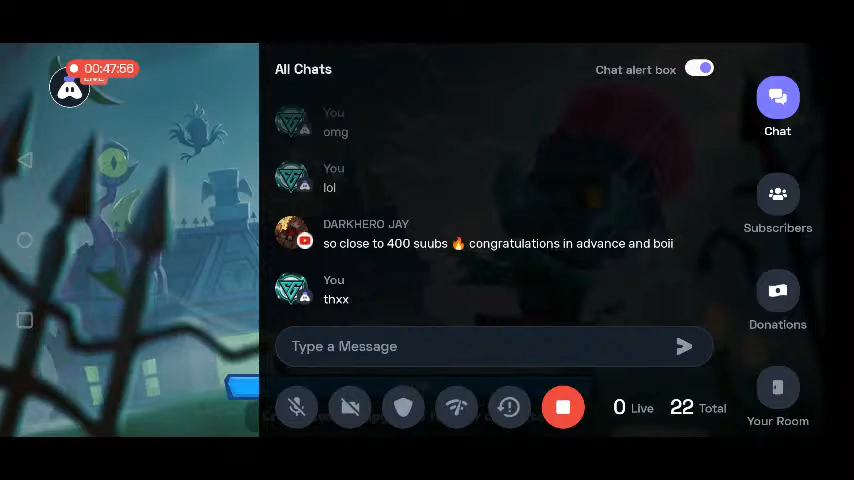 00:47:56
LIVE
All Chats
Chat alert box
You
omg
You
lol
DARKHERO JAY
so close to 400 suubs 🔥 congratulations in advance and boii
You
thxx
Type a Message
0 Live 22 Total
Chat
Subscribers
Donations
Your Room